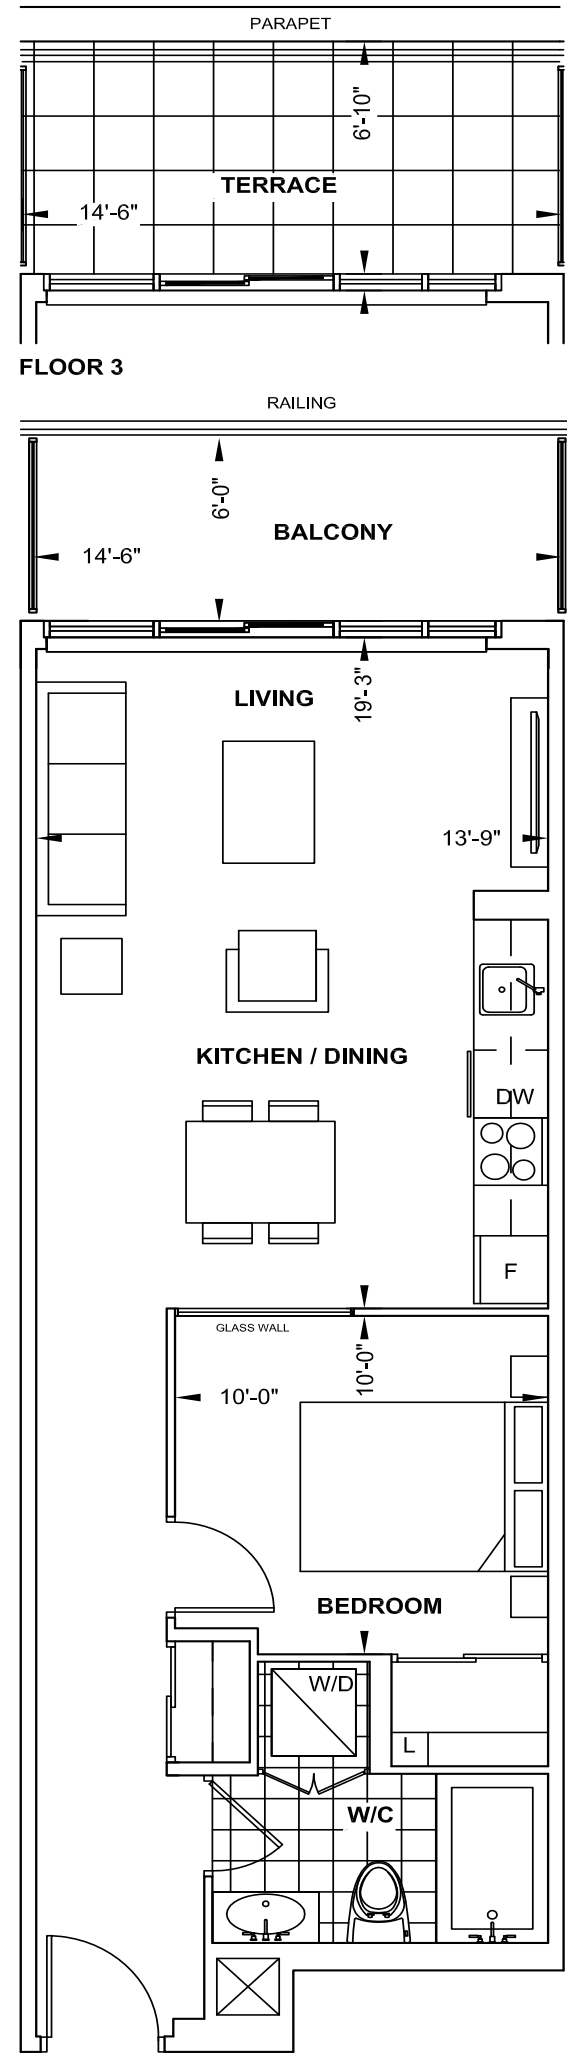 PARAPET
6'-10"
TERRACE
14'-6"
FLOOR 3
RAILING
6'-0"
BALCONY
14'-6"
LIVING
19'-3"
13'-9"
KITCHEN / DINING
DW
F
GLASS WALL
10'-0"
10'-0"
BEDROOM
W/D
L
W/C